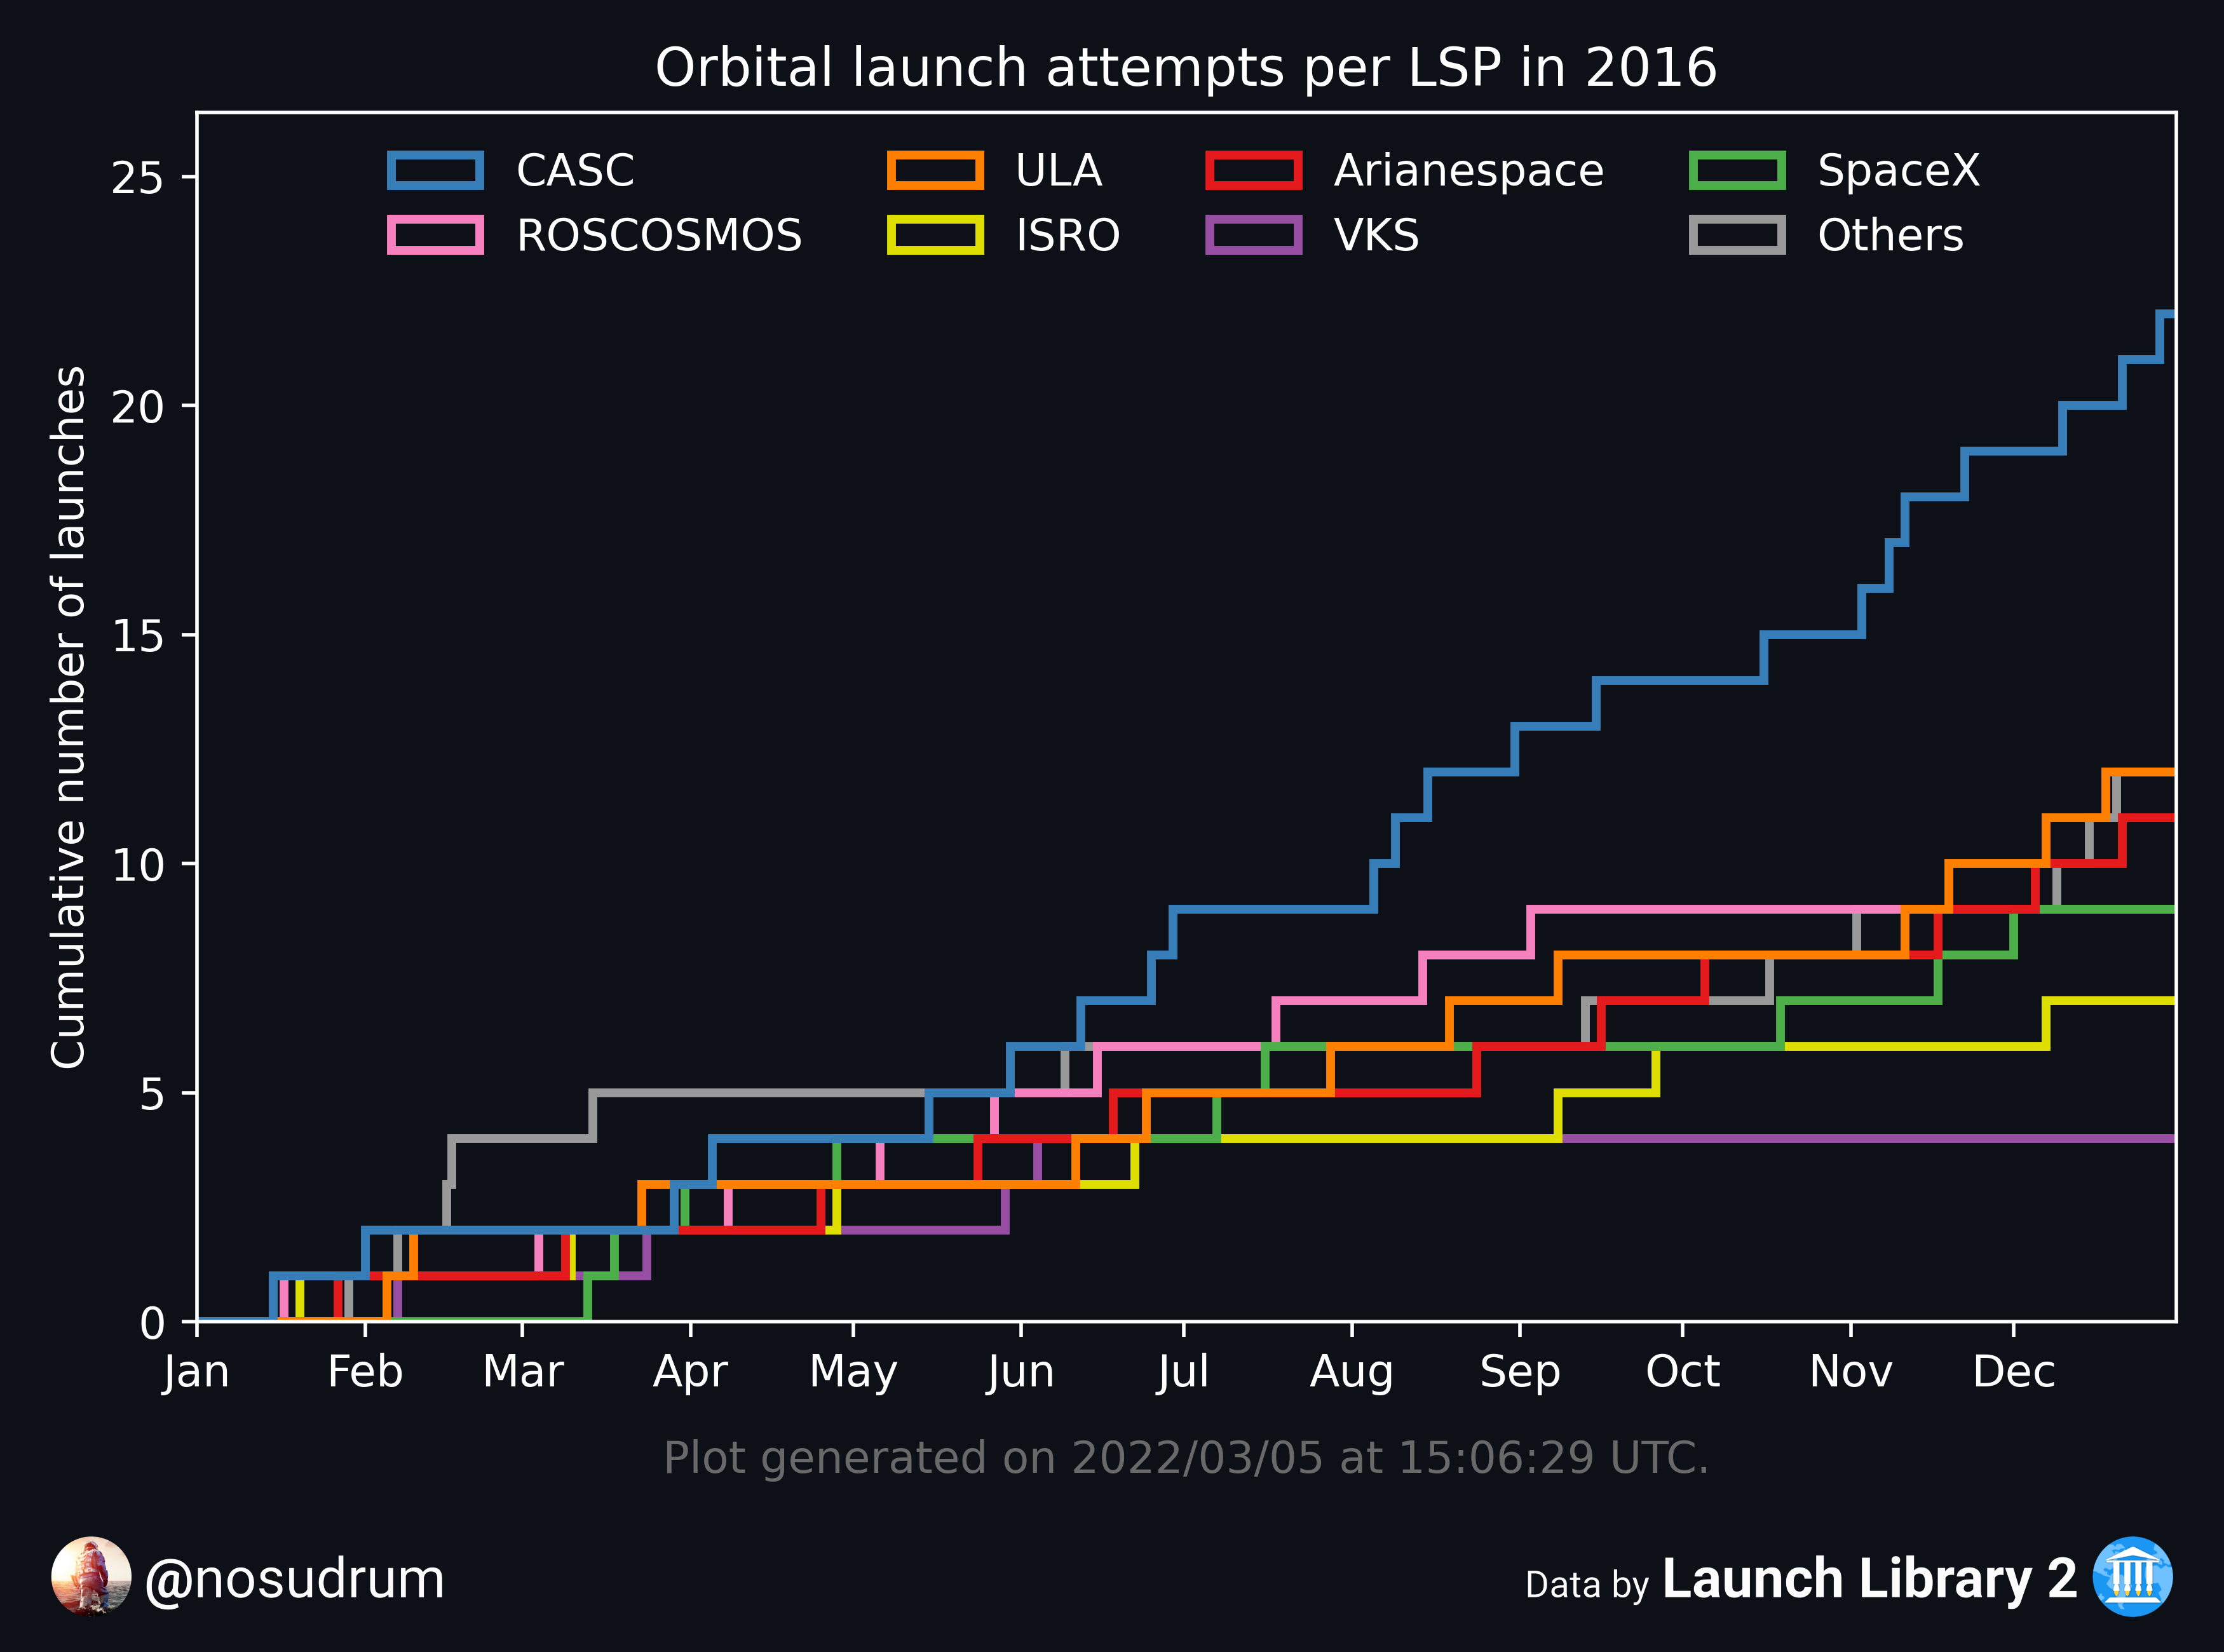 Orbital launch attempts per LSP in 2016
CASC ULA Arianespace SpaceX
ROSCOSMOS ISRO VKS Others
Cumulative number of launches
25
20
15
10
5
0
Jan Feb Mar Apr May Jun Jul Aug Sep Oct Nov Dec
Plot generated on 2022/03/05 at 15:06:29 UTC.
@nosudrum
Data by Launch Library 2